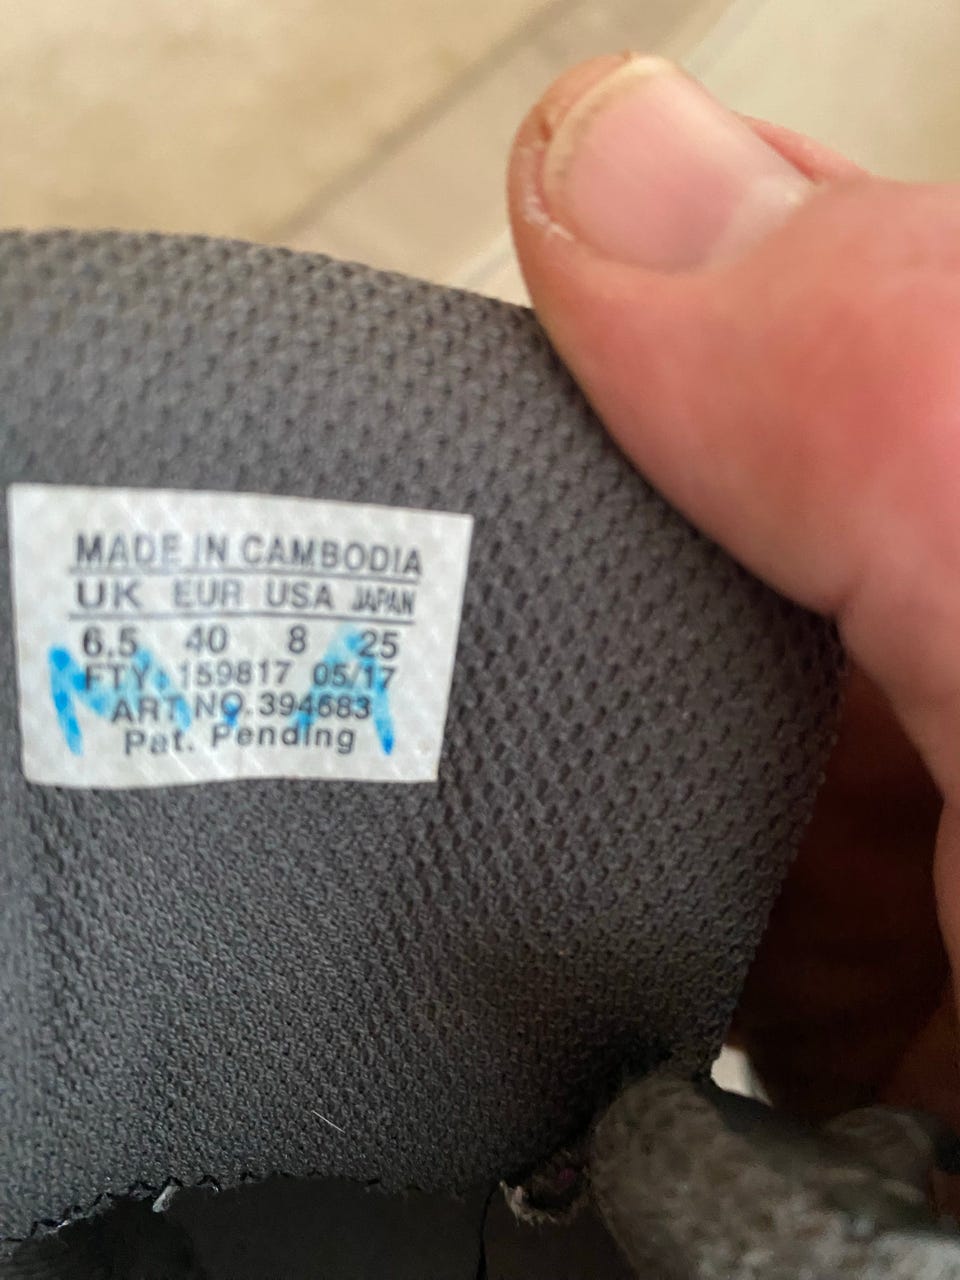 MADE IN CAMBODIA
UK EUR USA JAPAN
6.5 40 8 25
FTY: 159817 05/17
ART NO. 394683
Pat. Pending